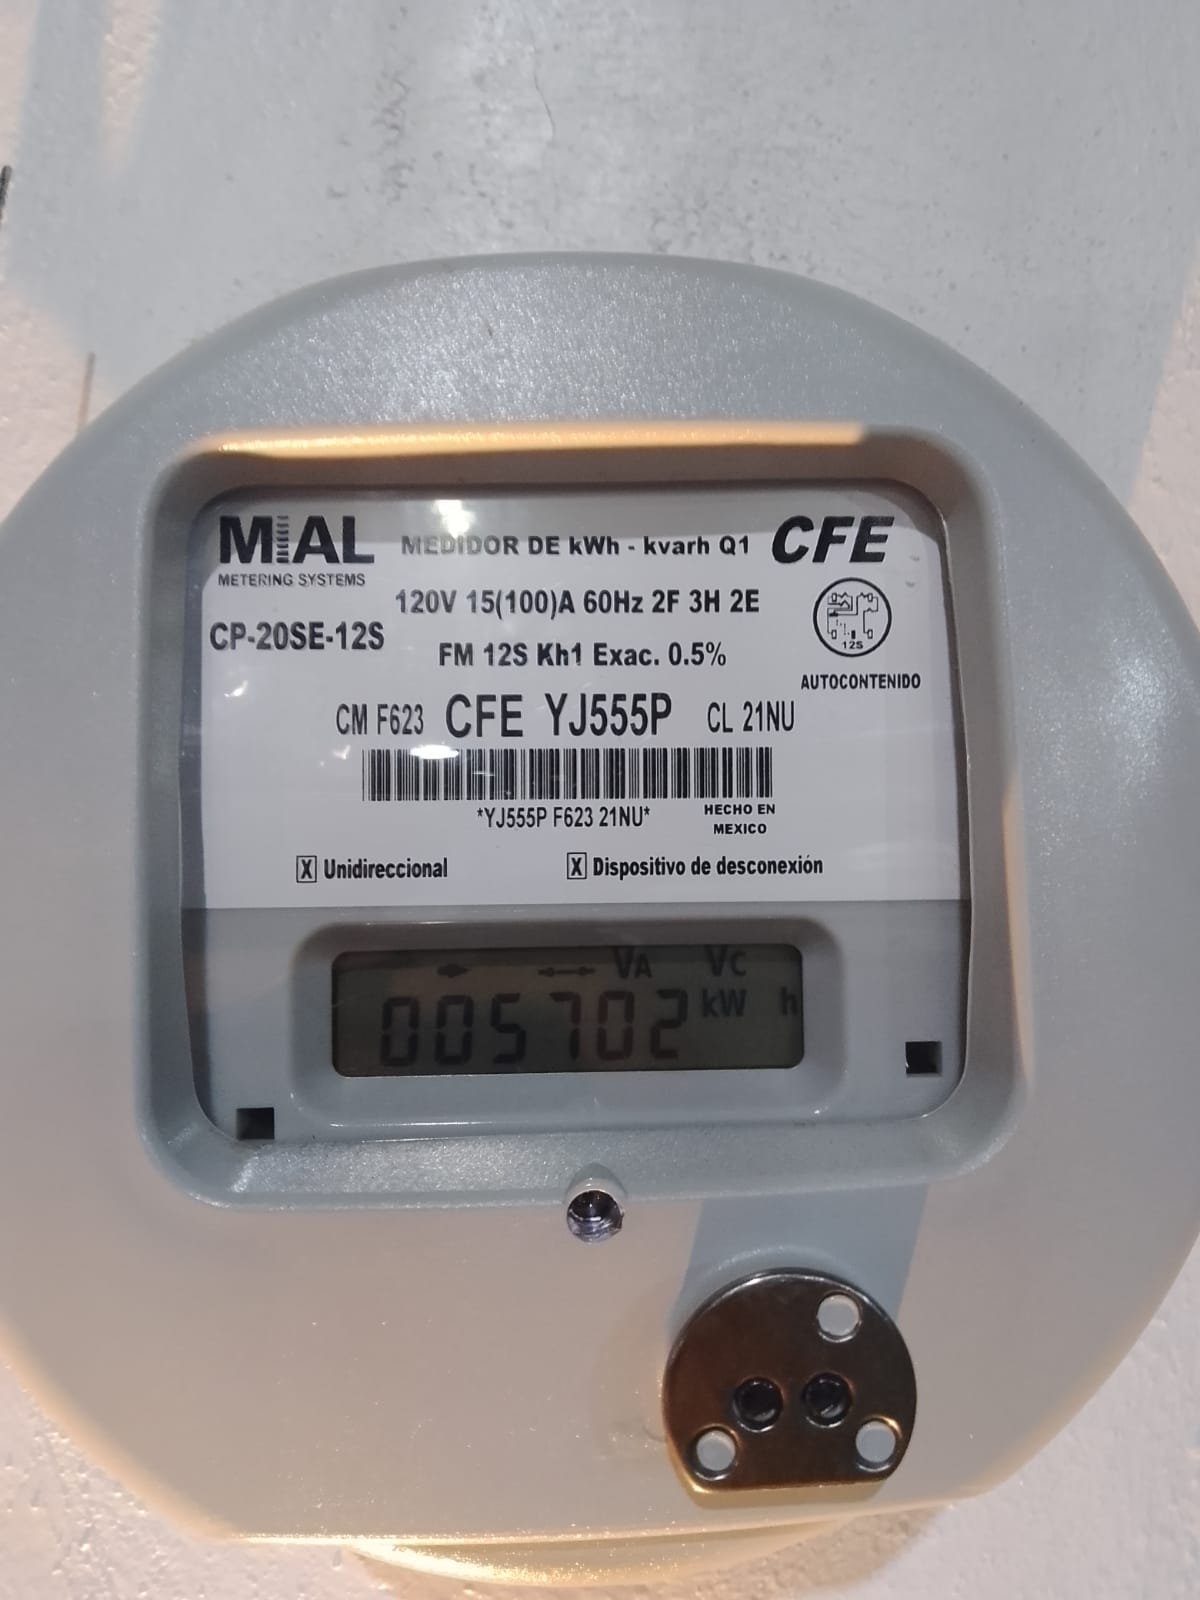 MIAL
METERING SYSTEMS
MEDIDOR DE kWh - kvarh Q1
CFE
120V 15(100)A 60Hz 2F 3H 2E
CP-20SE-12S
FM 12S Kh1 Exac. 0.5%
12S
AUTOCONTENIDO
CM F623 CFE YJ555P CL 21NU
*YJ555P F623 21NU*
HECHO EN
MEXICO
X Unidireccional
X Dispositivo de desconexión
VA VC
005702 kW h